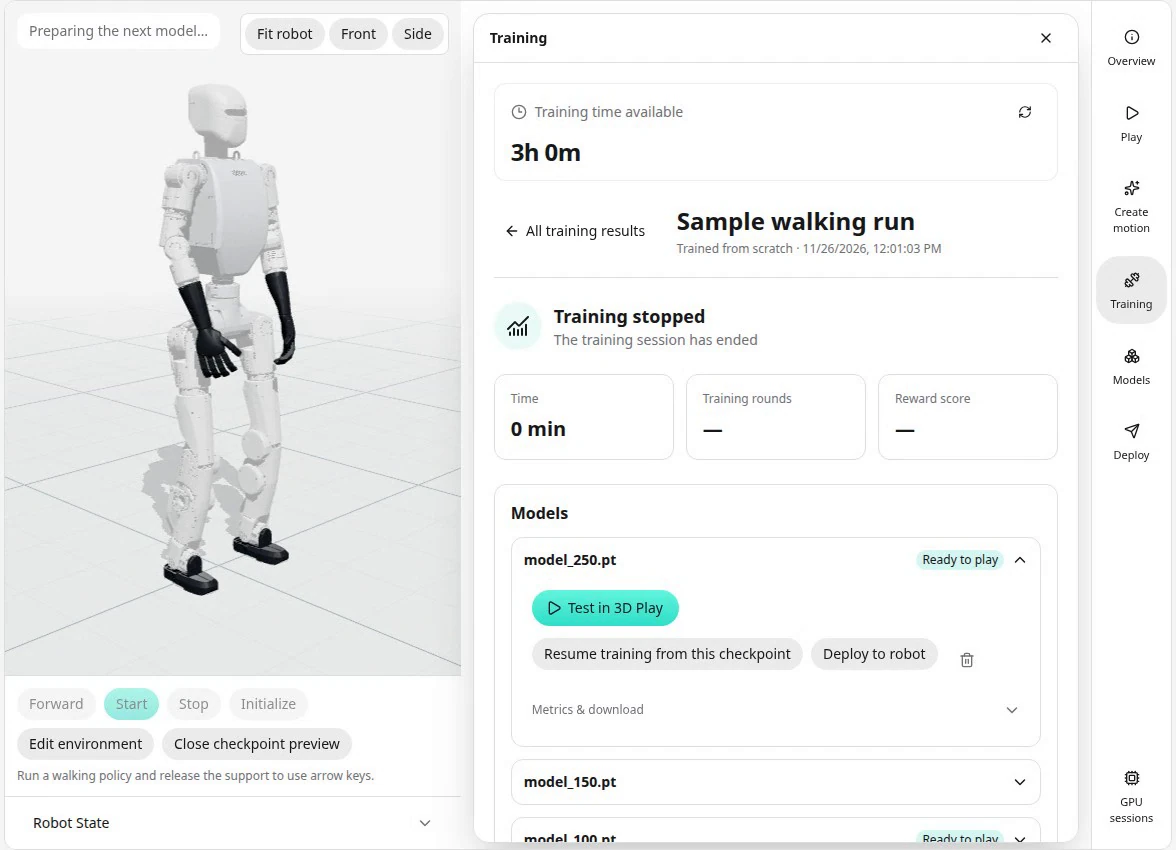 Preparing the next model...
Fit robot
Front
Side
Forward
Start
Stop
Initialize
Edit environment
Close checkpoint preview
Run a walking policy and release the support to use arrow keys.
Robot State
Training
Training time available
3h 0m
All training results
Sample walking run
Trained from scratch · 11/26/2026, 12:01:03 PM
Training stopped
The training session has ended
Time
0 min
Training rounds
—
Reward score
—
Models
model_250.pt
Ready to play
Test in 3D Play
Resume training from this checkpoint
Deploy to robot
Metrics & download
model_150.pt
model_100.pt
Ready to play
Overview
Play
Create
motion
Training
Models
Deploy
GPU
sessions